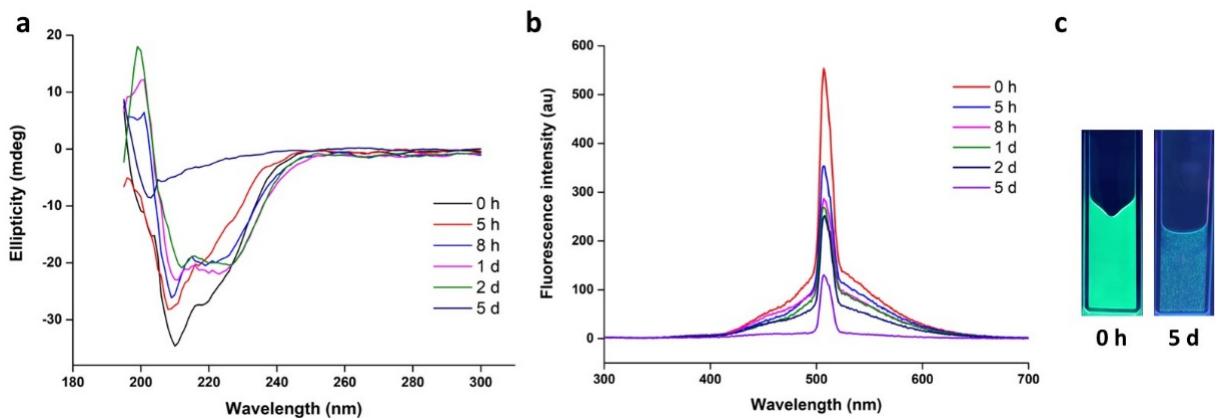 a
20
10
0
-10
-20
-30
Ellipticity (mdeg)
180
200
220
240
260
280
300
Wavelength (nm)
0 h
5 h
8 h
1 d
2 d
5 d
b
600
500
400
300
200
100
0
Fluorescence intensity (au)
300
400
500
600
700
Wavelength (nm)
0 h
5 h
8 h
1 d
2 d
5 d
c
0 h
5 d